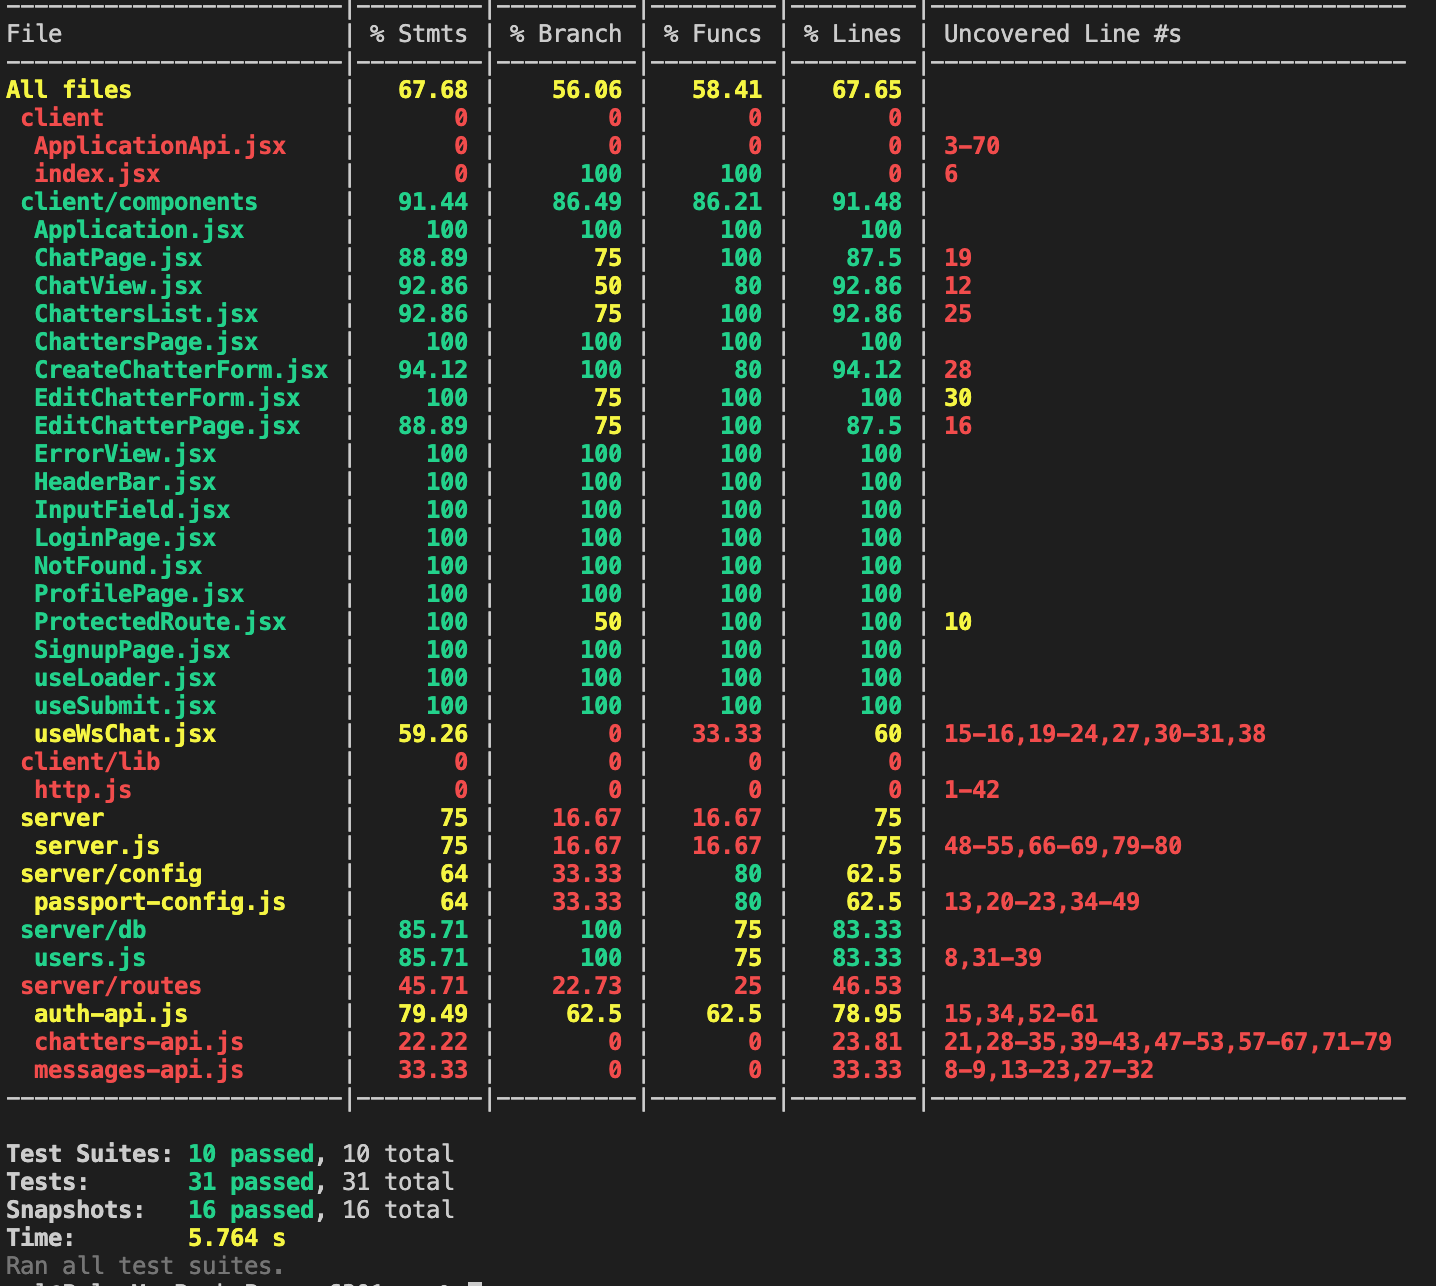 File | % Stmts | % Branch | % Funcs | % Lines | Uncovered Line #s
All files | 67.68 | 56.06 | 58.41 | 67.65 |
client | 0 | 0 | 0 | 0 |
ApplicationApi.jsx | 0 | 0 | 0 | 0 | 3-70
index.jsx | 0 | 100 | 100 | 0 | 6
client/components | 91.44 | 86.49 | 86.21 | 91.48 |
Application.jsx | 100 | 100 | 100 | 100 |
ChatPage.jsx | 88.89 | 75 | 100 | 87.5 | 19
ChatView.jsx | 92.86 | 50 | 80 | 92.86 | 12
ChattersList.jsx | 92.86 | 75 | 100 | 92.86 | 25
ChattersPage.jsx | 100 | 100 | 100 | 100 |
CreateChatterForm.jsx | 94.12 | 100 | 80 | 94.12 | 28
EditChatterForm.jsx | 100 | 75 | 100 | 100 | 30
EditChatterPage.jsx | 88.89 | 75 | 100 | 87.5 | 16
ErrorView.jsx | 100 | 100 | 100 | 100 |
HeaderBar.jsx | 100 | 100 | 100 | 100 |
InputField.jsx | 100 | 100 | 100 | 100 |
LoginPage.jsx | 100 | 100 | 100 | 100 |
NotFound.jsx | 100 | 100 | 100 | 100 |
ProfilePage.jsx | 100 | 100 | 100 | 100 |
ProtectedRoute.jsx | 100 | 50 | 100 | 100 | 10
SignupPage.jsx | 100 | 100 | 100 | 100 |
useLoader.jsx | 100 | 100 | 100 | 100 |
useSubmit.jsx | 100 | 100 | 100 | 100 |
useWsChat.jsx | 59.26 | 0 | 33.33 | 60 | 15-16,19-24,27,30-31,38
client/lib | 0 | 0 | 0 | 0 |
http.js | 0 | 0 | 0 | 0 | 1-42
server | 75 | 16.67 | 16.67 | 75 |
server.js | 75 | 16.67 | 16.67 | 75 | 48-55,66-69,79-80
server/config | 64 | 33.33 | 80 | 62.5 |
passport-config.js | 64 | 33.33 | 80 | 62.5 | 13,20-23,34-49
server/db | 85.71 | 100 | 75 | 83.33 |
users.js | 85.71 | 100 | 75 | 83.33 | 8,31-39
server/routes | 45.71 | 22.73 | 25 | 46.53 |
auth-api.js | 79.49 | 62.5 | 62.5 | 78.95 | 15,34,52-61
chatters-api.js | 22.22 | 0 | 0 | 23.81 | 21,28-35,39-43,47-53,57-67,71-79
messages-api.js | 33.33 | 0 | 0 | 33.33 | 8-9,13-23,27-32
Test Suites: 10 passed, 10 total
Tests: 31 passed, 31 total
Snapshots: 16 passed, 16 total
Time: 5.764 s
Ran all test suites.